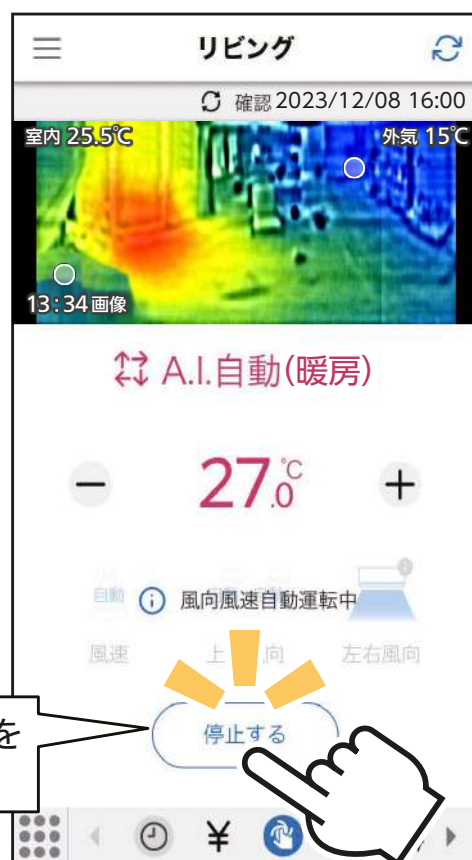 リビング
確認 2023/12/08 16:00
室内 25.5℃
外気 15℃
13:34 画像
A.I.自動(暖房)
− 27.0℃ +
自動
風向風速自動運転中
風速 上 向 左右風向
停止する
を
¥